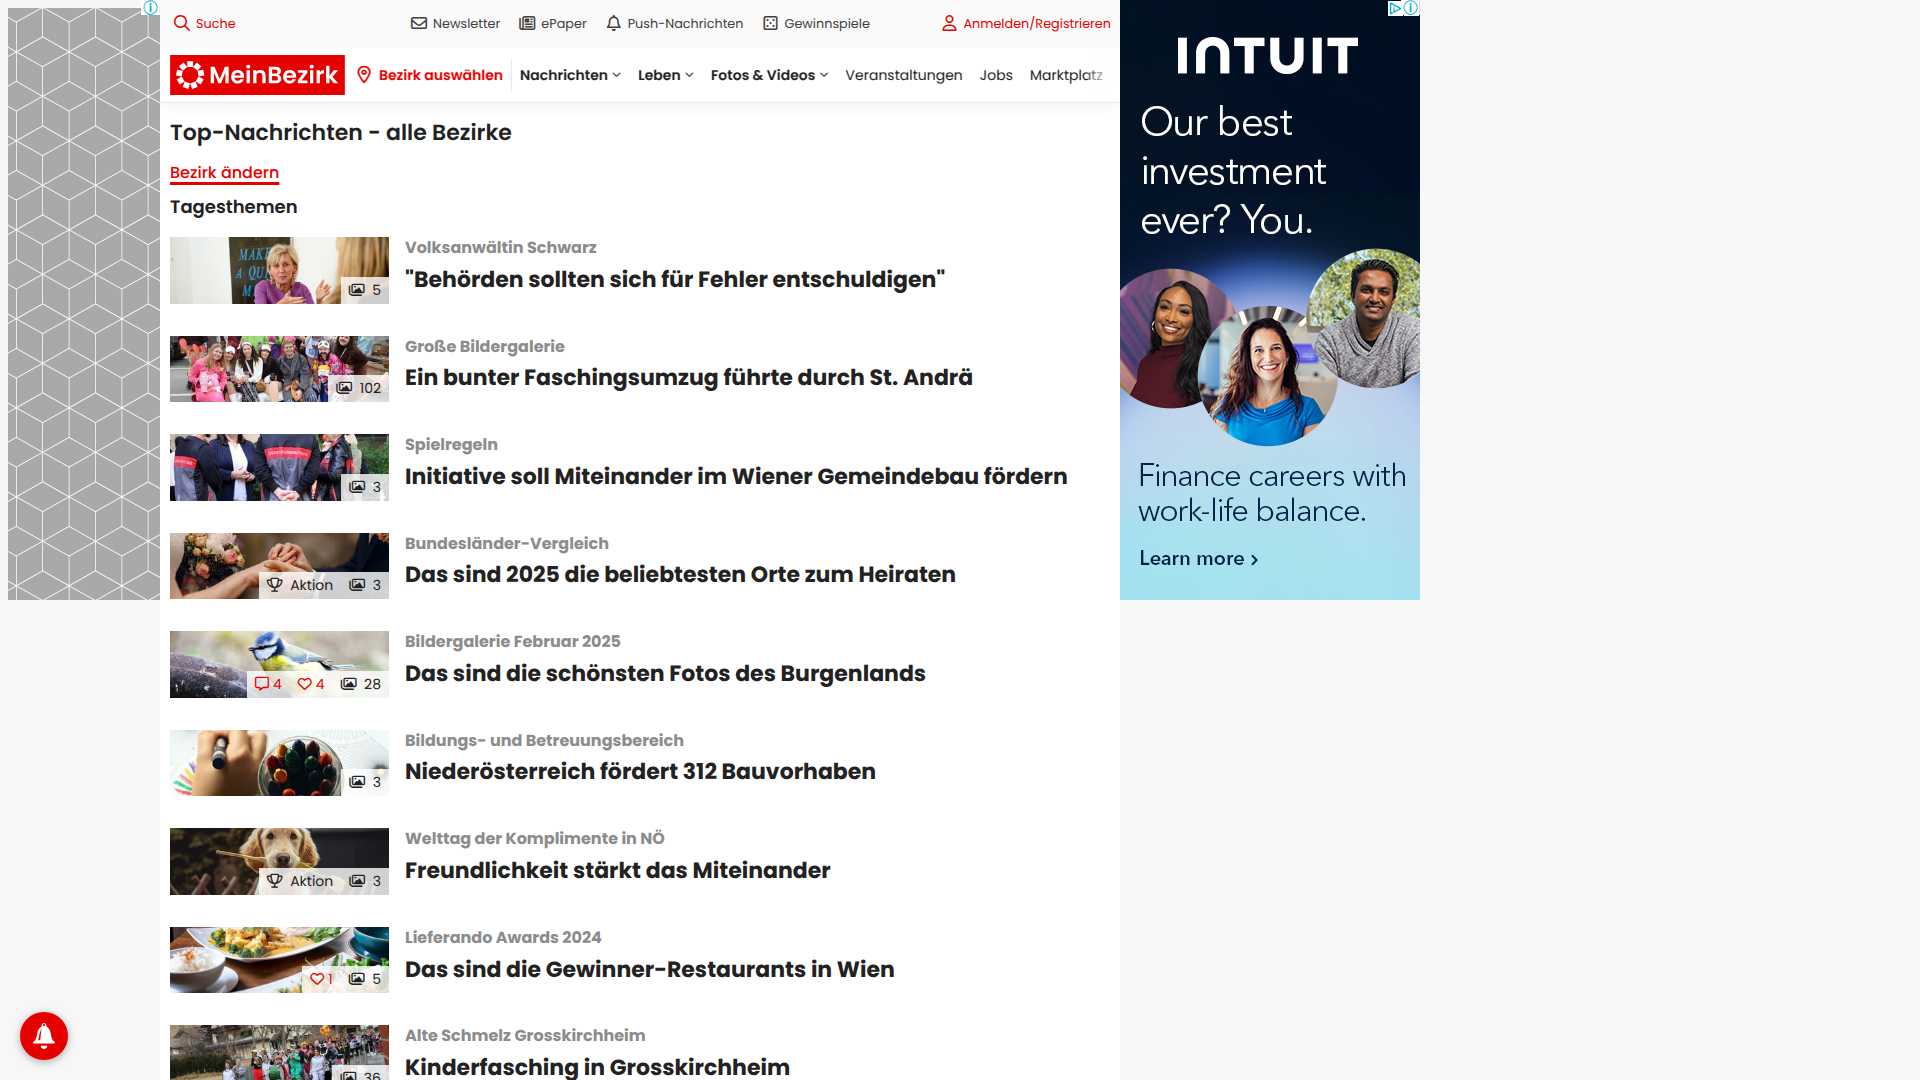 Suche
Newsletter
ePaper
Push-Nachrichten
Gewinnspiele
Anmelden/Registrieren
MeinBezirk
Bezirk auswählen
Nachrichten
Leben
Fotos & Videos
Veranstaltungen
Jobs
Marktplatz
Top-Nachrichten - alle Bezirke
Bezirk ändern
Tagesthemen
MAKE
A QU
M
5
Volksanwältin Schwarz
"Behörden sollten sich für Fehler entschuldigen"
102
Große Bildergalerie
Ein bunter Faschingsumzug führte durch St. Andrä
3
Spielregeln
Initiative soll Miteinander im Wiener Gemeindebau fördern
Aktion 3
Bundesländer-Vergleich
Das sind 2025 die beliebtesten Orte zum Heiraten
4 4 28
Bildergalerie Februar 2025
Das sind die schönsten Fotos des Burgenlands
3
Bildungs- und Betreuungsbereich
Niederösterreich fördert 312 Bauvorhaben
Aktion 3
Welttag der Komplimente in NÖ
Freundlichkeit stärkt das Miteinander
1 5
Lieferando Awards 2024
Das sind die Gewinner-Restaurants in Wien
36
Alte Schmelz Grosskirchheim
Kinderfasching in Grosskirchheim
INTUIT
Our best
investment
ever? You.
Finance careers with
work-life balance.
Learn more >